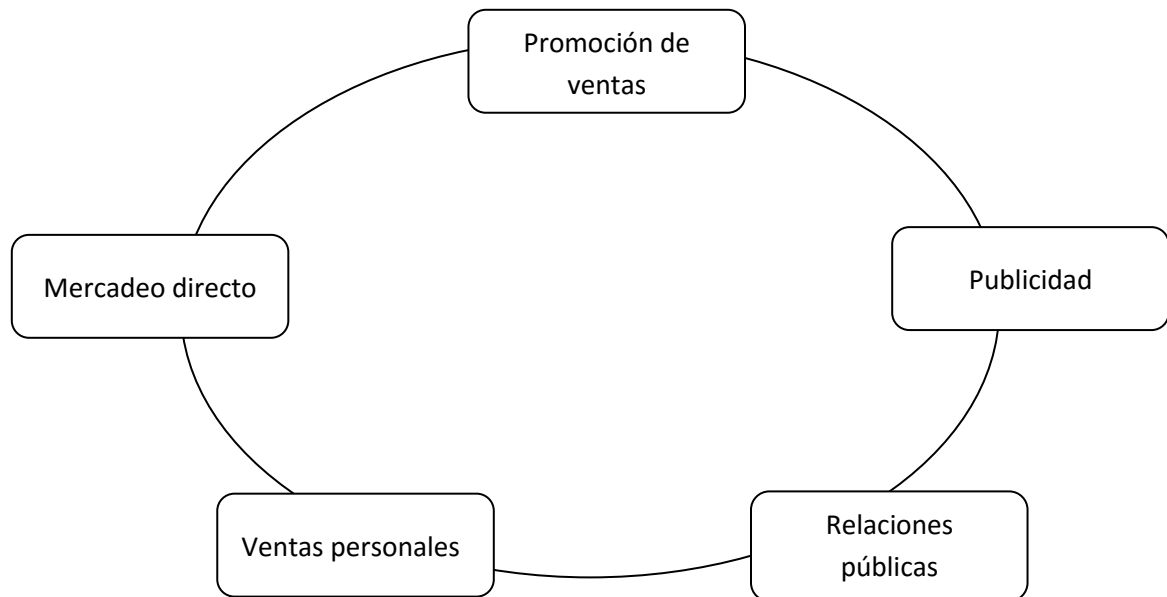 Promoción de
ventas
Publicidad
Relaciones
públicas
Ventas personales
Mercadeo directo